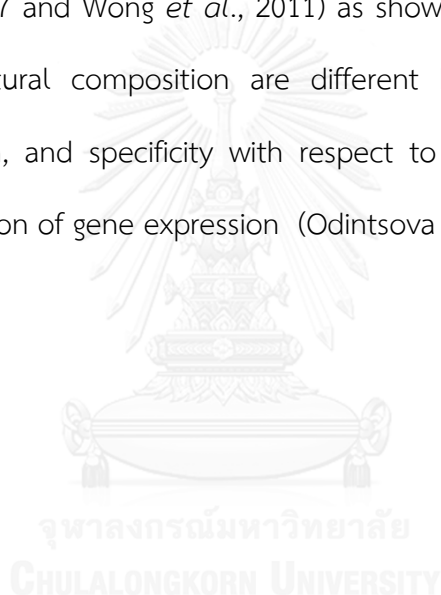 7 and Wong et al., 2011) as show
tural composition are different
, and specificity with respect to
on of gene expression (Odintsova
จุฬาลงกรณ์มหาวิทยาลัย
CHULALONGKORN UNIVERSITY